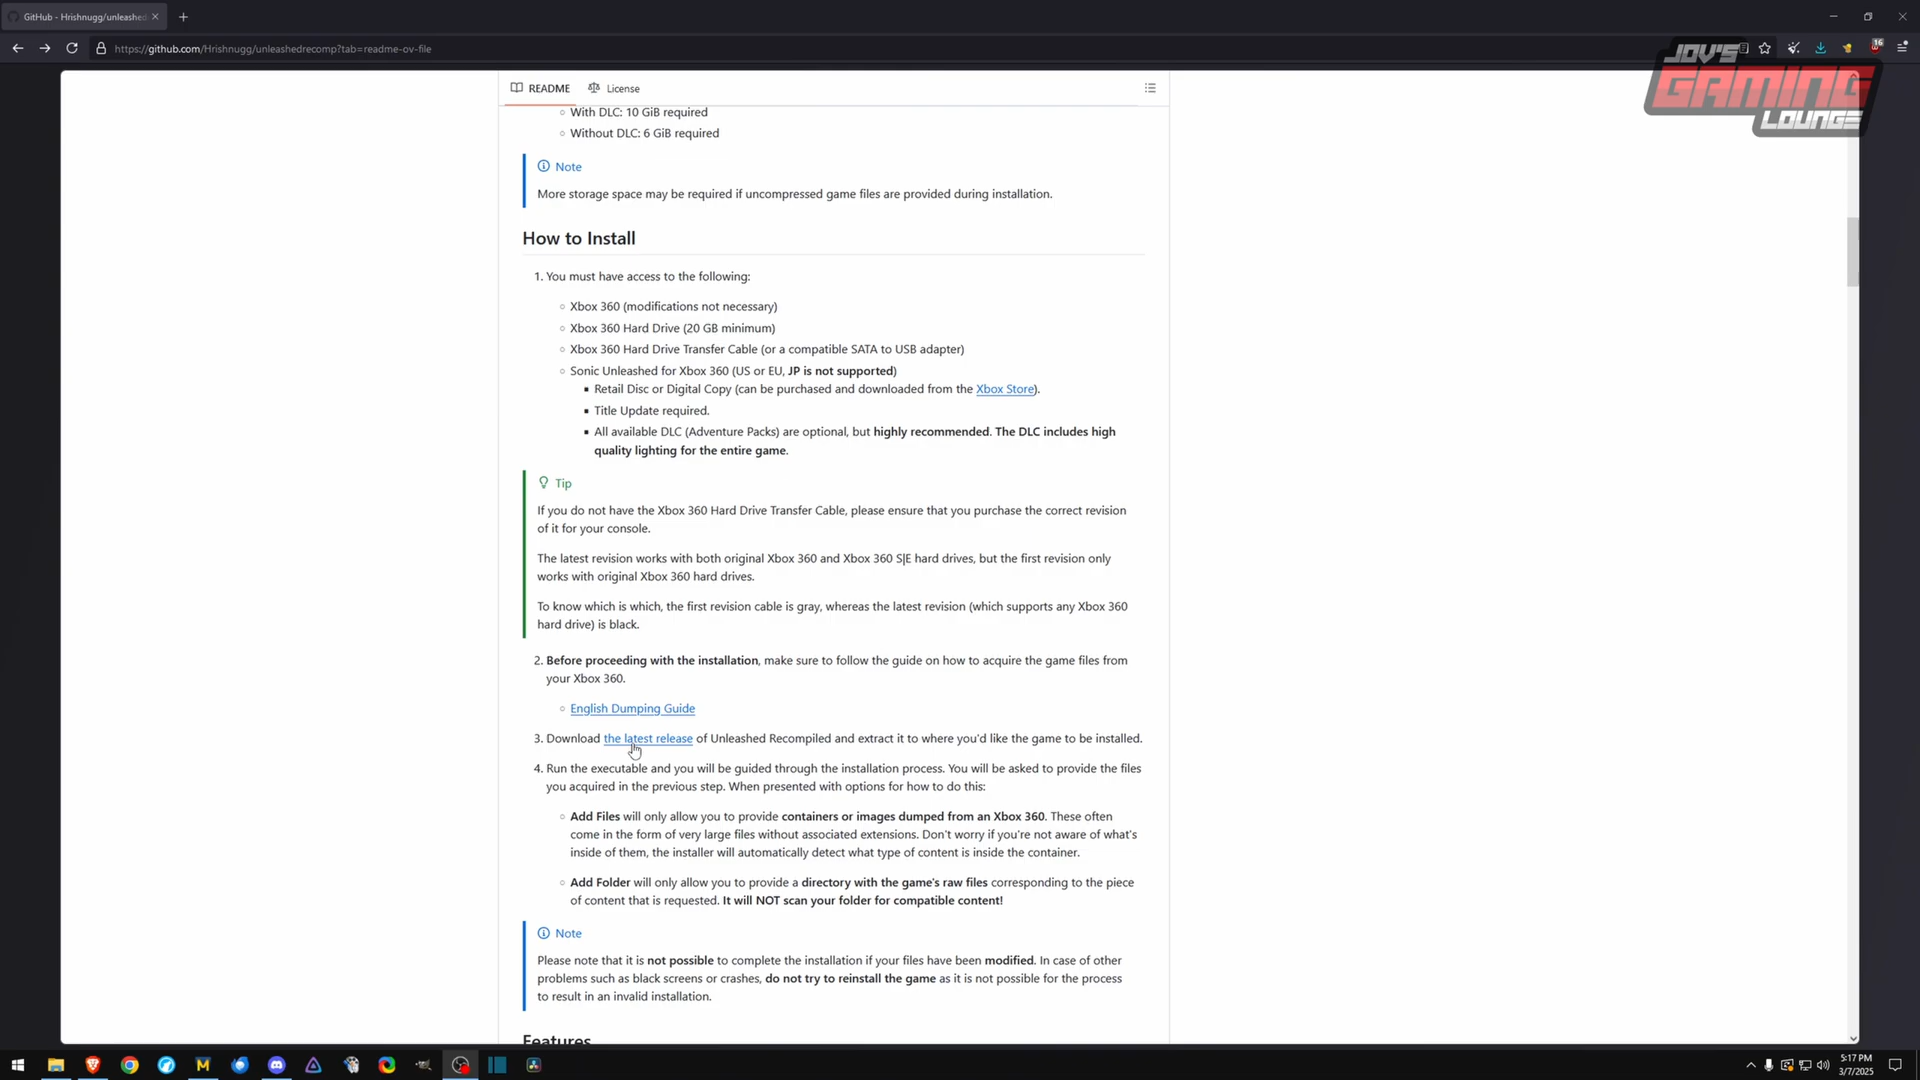 GitHub - Hrishnugg/unleashed
https://github.com/Hrishnugg/unleashedrecomp?tab=readme-ov-file
16
JOV'S
GAMING
LOUNGE
README
License
With DLC: 10 GiB required
Without DLC: 6 GiB required
Note
More storage space may be required if uncompressed game files are provided during installation.
How to Install
1. You must have access to the following:
Xbox 360 (modifications not necessary)
Xbox 360 Hard Drive (20 GB minimum)
Xbox 360 Hard Drive Transfer Cable (or a compatible SATA to USB adapter)
Sonic Unleashed for Xbox 360 (US or EU, JP is not supported)
Retail Disc or Digital Copy (can be purchased and downloaded from the Xbox Store).
Title Update required.
All available DLC (Adventure Packs) are optional, but highly recommended. The DLC includes high
quality lighting for the entire game.
Tip
If you do not have the Xbox 360 Hard Drive Transfer Cable, please ensure that you purchase the correct revision
of it for your console.
The latest revision works with both original Xbox 360 and Xbox 360 S|E hard drives, but the first revision only
works with original Xbox 360 hard drives.
To know which is which, the first revision cable is gray, whereas the latest revision (which supports any Xbox 360
hard drive) is black.
2. Before proceeding with the installation, make sure to follow the guide on how to acquire the game files from
your Xbox 360.
English Dumping Guide
3. Download the latest release of Unleashed Recompiled and extract it to where you'd like the game to be installed.
4. Run the executable and you will be guided through the installation process. You will be asked to provide the files
you acquired in the previous step. When presented with options for how to do this:
Add Files will only allow you to provide containers or images dumped from an Xbox 360. These often
come in the form of very large files without associated extensions. Don't worry if you're not aware of what's
inside of them, the installer will automatically detect what type of content is inside the container.
Add Folder will only allow you to provide a directory with the game's raw files corresponding to the piece
of content that is requested. It will NOT scan your folder for compatible content!
Note
Please note that it is not possible to complete the installation if your files have been modified. In case of other
problems such as black screens or crashes, do not try to reinstall the game as it is not possible for the process
to result in an invalid installation.
Features
5:17 PM
3/7/2025